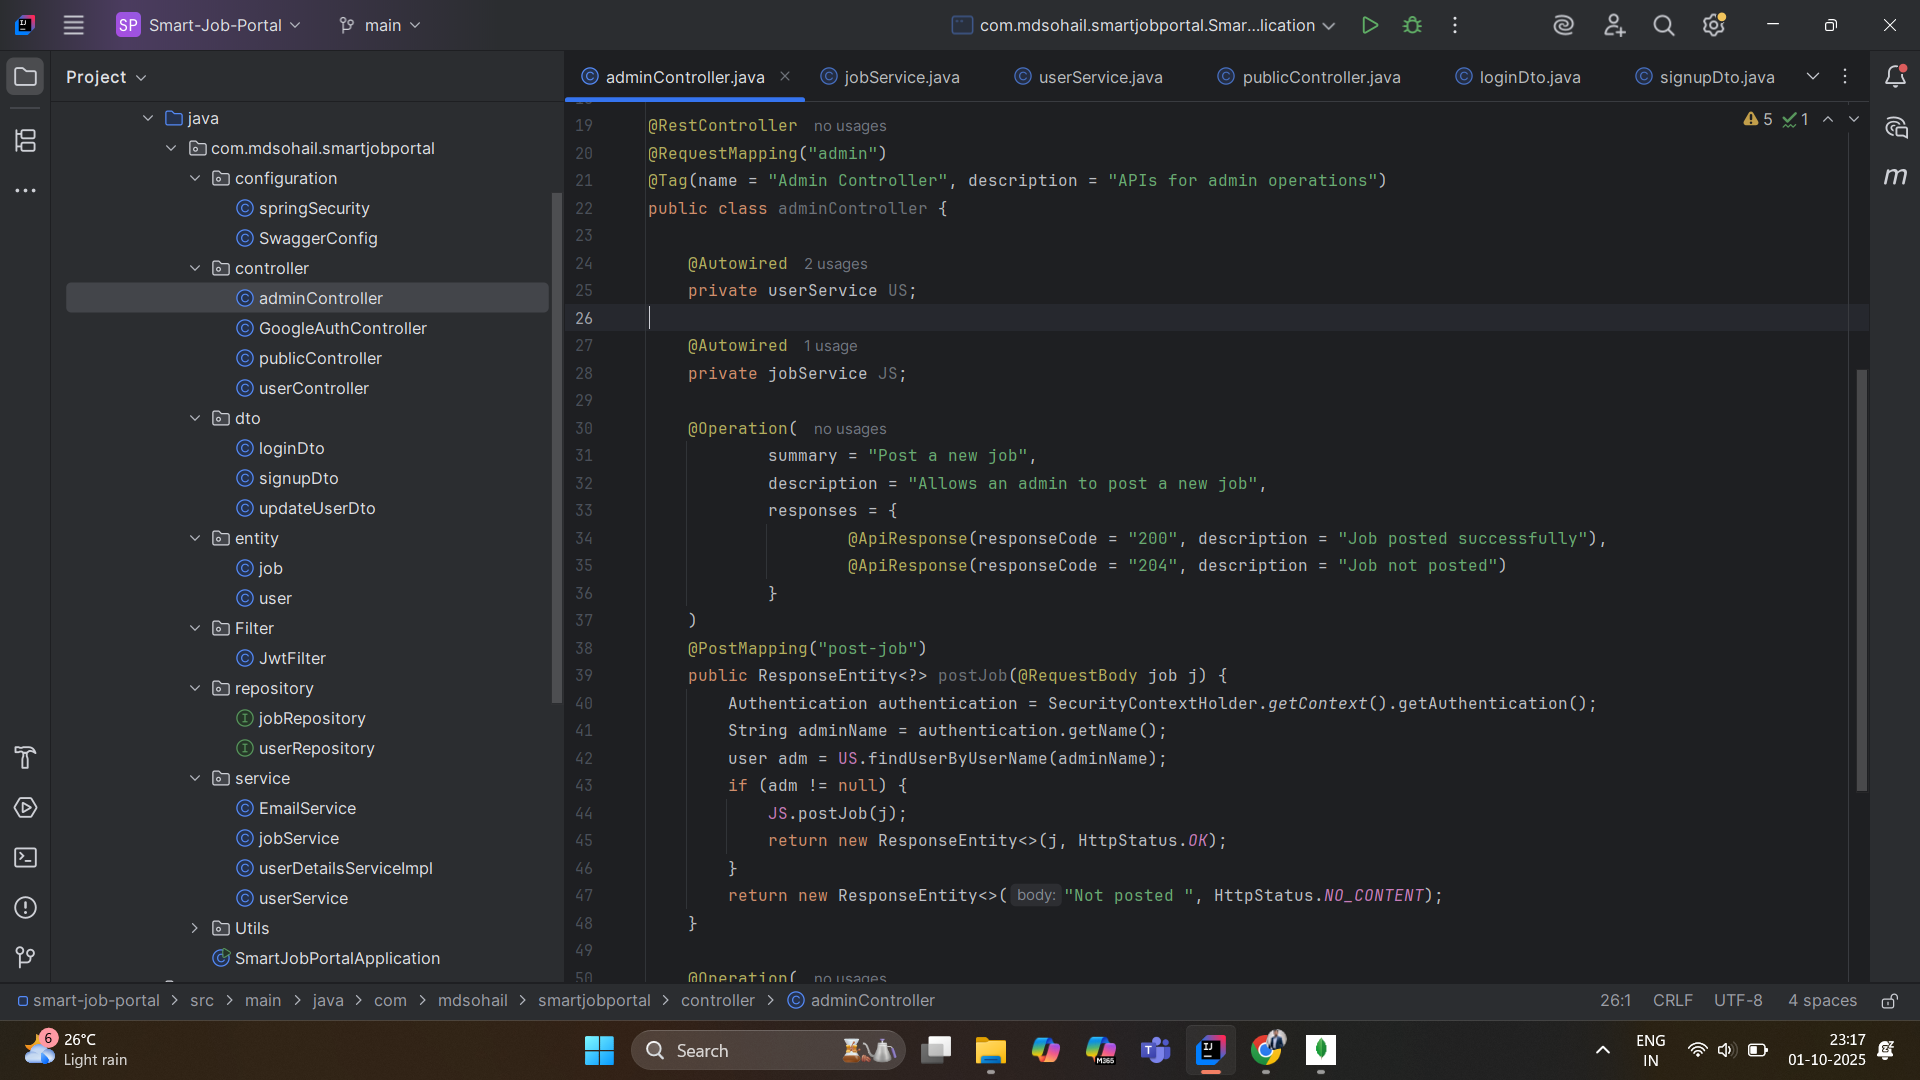 SP Smart-Job-Portal main com.mdsohail.smartjobportal.Smar...lication
Project
adminController.java jobService.java userService.java publicController.java loginDto.java signupDto.java
java
com.mdsohail.smartjobportal
configuration
springSecurity
SwaggerConfig
controller
adminController
GoogleAuthController
publicController
userController
dto
loginDto
signupDto
updateUserDto
entity
job
user
Filter
JwtFilter
repository
jobRepository
userRepository
service
EmailService
jobService
userDetailsServiceImpl
userService
Utils
SmartJobPortalApplication
5 1
19 @RestController no usages
20 @RequestMapping("admin")
21 @Tag(name = "Admin Controller", description = "APIs for admin operations")
22 public class adminController {
23
24 @Autowired 2 usages
25 private userService US;
26
27 @Autowired 1 usage
28 private jobService JS;
29
30 @Operation( no usages
31 summary = "Post a new job",
32 description = "Allows an admin to post a new job",
33 responses = {
34 @ApiResponse(responseCode = "200", description = "Job posted successfully"),
35 @ApiResponse(responseCode = "204", description = "Job not posted")
36 }
37 )
38 @PostMapping("post-job")
39 public ResponseEntity<?> postJob(@RequestBody job j) {
40 Authentication authentication = SecurityContextHolder.getContext().getAuthentication();
41 String adminName = authentication.getName();
42 user adm = US.findUserByUserName(adminName);
43 if (adm != null) {
44 JS.postJob(j);
45 return new ResponseEntity<>(j, HttpStatus.OK);
46 }
47 return new ResponseEntity<>( body: "Not posted ", HttpStatus.NO_CONTENT);
48 }
49
50 @Operation( no usages
m
smart-job-portal > src > main > java > com > mdsohail > smartjobportal > controller > adminController
26:1 CRLF UTF-8 4 spaces
6 26°C
Light rain
Search
M365
ENG
IN
23:17
01-10-2025